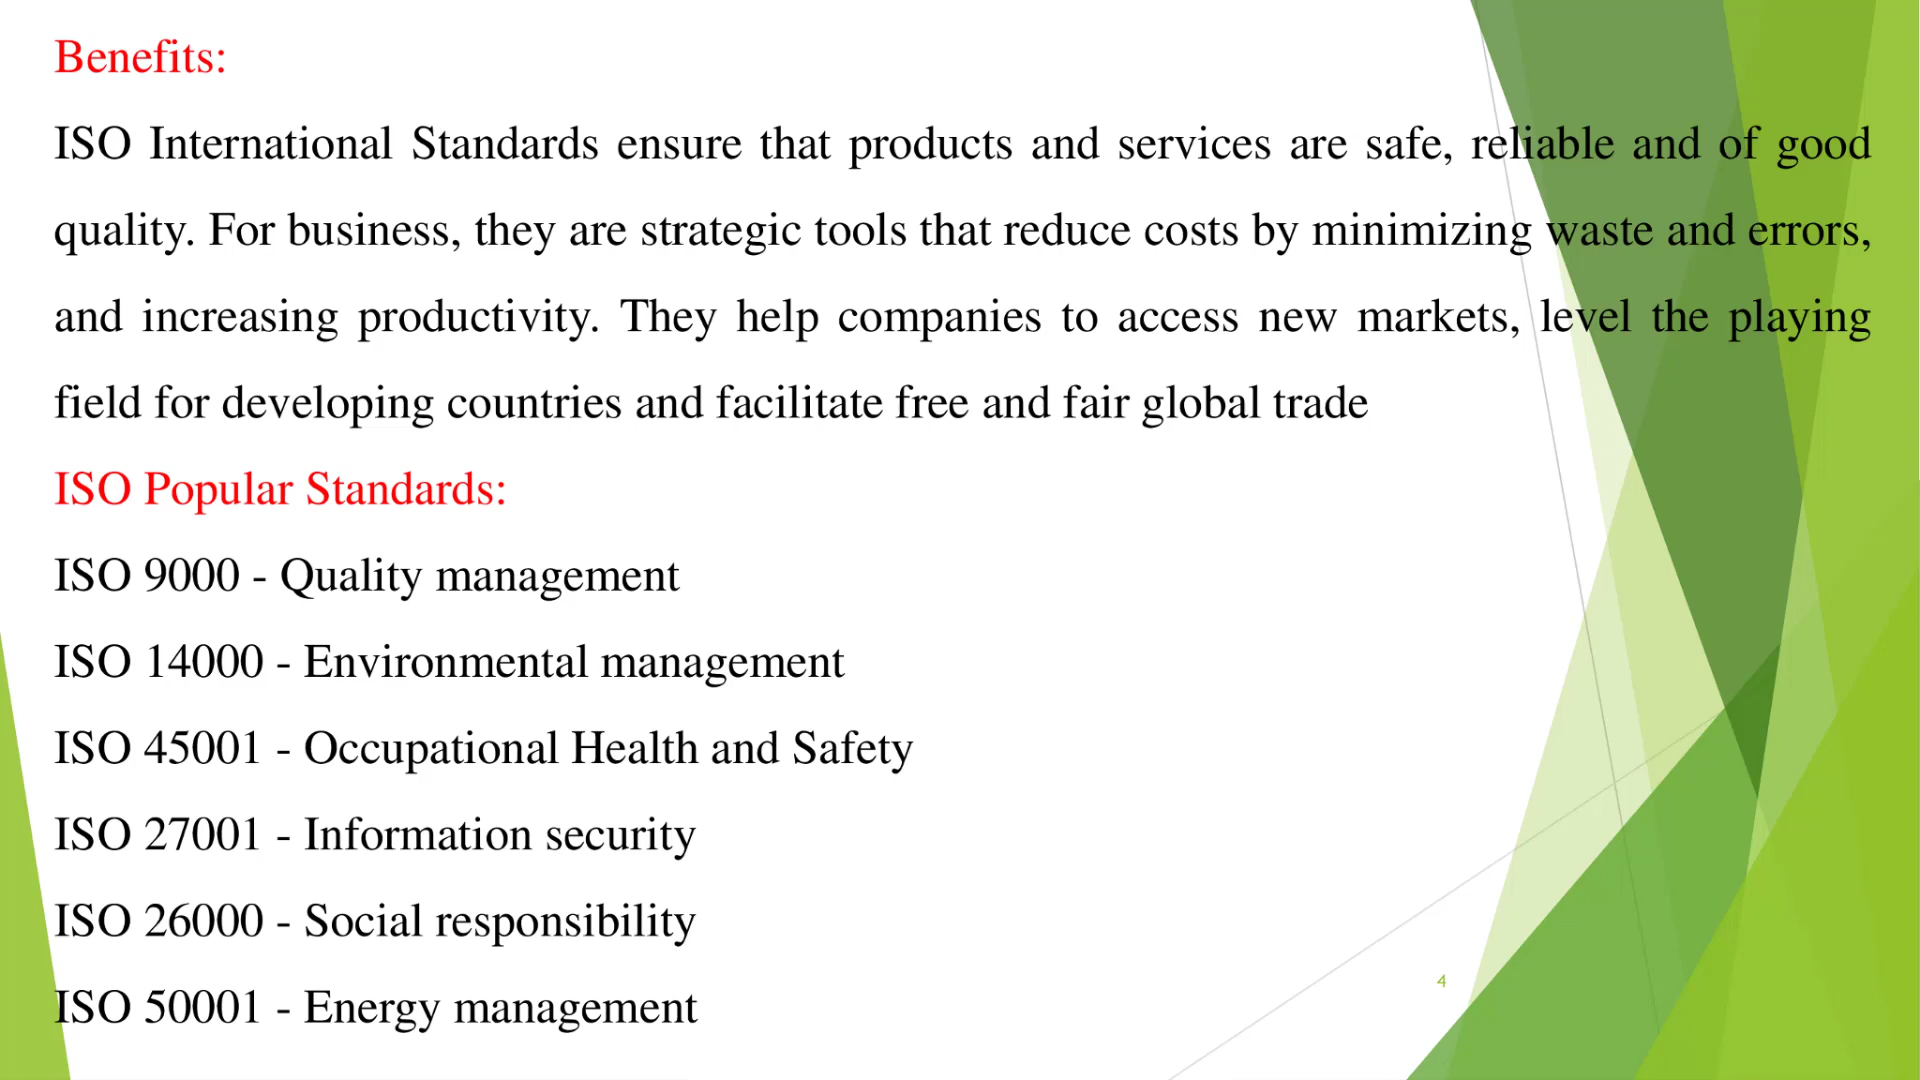 Benefits:
ISO International Standards ensure that products and services are safe, reliable and of good
quality. For business, they are strategic tools that reduce costs by minimizing waste and errors,
and increasing productivity. They help companies to access new markets, level the playing
field for developing countries and facilitate free and fair global trade
ISO Popular Standards:
ISO 9000 - Quality management
ISO 14000 - Environmental management
ISO 45001 - Occupational Health and Safety
ISO 27001 - Information security
ISO 26000 - Social responsibility
4
ISO 50001 - Energy management